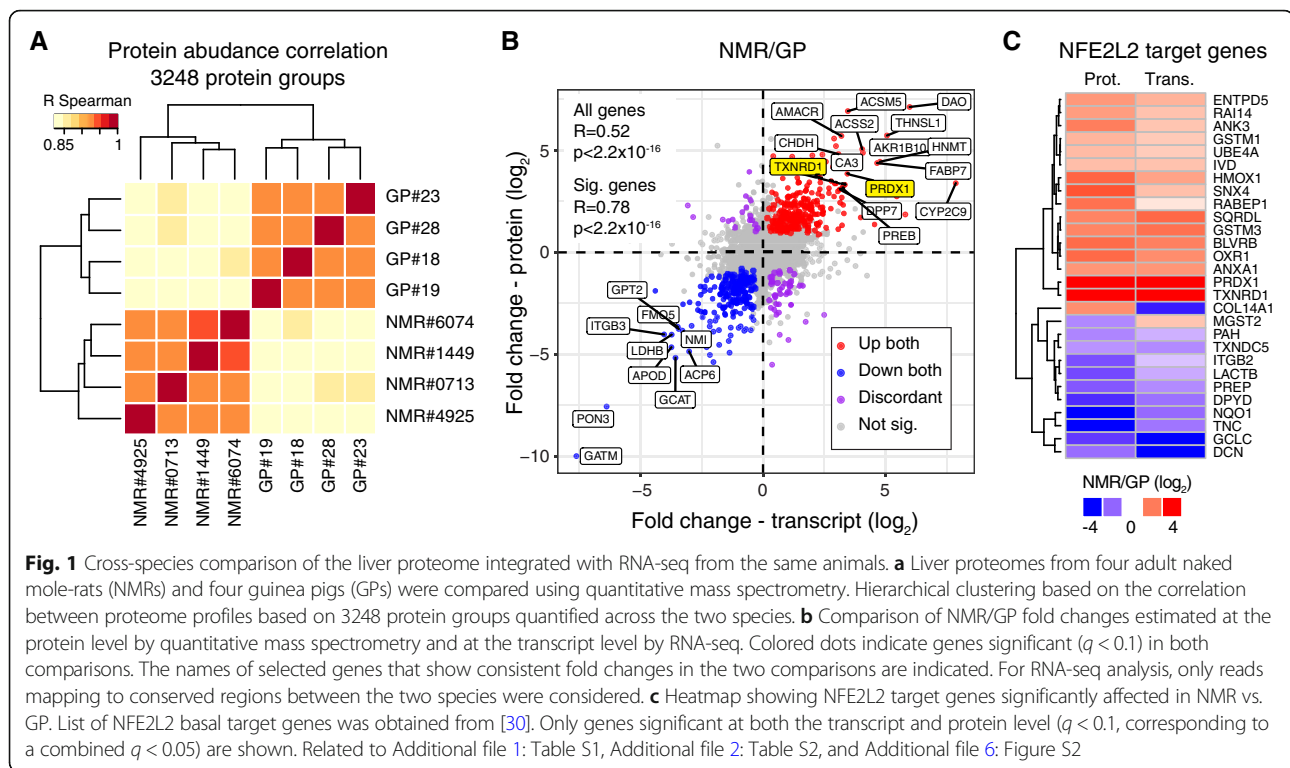 A
Protein abudance correlation
3248 protein groups
R Spearman
0.85 1
GP#23
GP#28
GP#18
GP#19
NMR#6074
NMR#1449
NMR#0713
NMR#4925
NMR#4925
NMR#0713
NMR#1449
NMR#6074
GP#19
GP#18
GP#28
GP#23
B
NMR/GP
Fold change - protein (log2)
All genes
R=0.52
p<2.2x10-16
Sig. genes
R=0.78
p<2.2x10-16
ACSM5
DAO
AMACR
ACSS2
THNSL1
CHDH
AKR1B10
HNMT
CA3
TXNRD1
FABP7
PRDX1
DPP7
CYP2C9
PREB
GPT2
FMO5
ITGB3
NMI
LDHB
APOD
ACP6
GCAT
PON3
GATM
Up both
Down both
Discordant
Not sig.
5
0
−5
−10
−5 0 5
Fold change - transcript (log2)
C
NFE2L2 target genes
Prot. Trans.
ENTPD5
RAI14
ANK3
GSTM1
UBE4A
IVD
HMOX1
SNX4
RABEP1
SQRDL
GSTM3
BLVRB
OXR1
ANXA1
PRDX1
TXNRD1
COL14A1
MGST2
PAH
TXNDC5
ITGB2
LACTB
PREP
DPYD
NQO1
TNC
GCLC
DCN
NMR/GP (log2)
-4 0 4
Fig. 1 Cross-species comparison of the liver proteome integrated with RNA-seq from the same animals. a Liver proteomes from four adult naked
mole-rats (NMRs) and four guinea pigs (GPs) were compared using quantitative mass spectrometry. Hierarchical clustering based on the correlation
between proteome profiles based on 3248 protein groups quantified across the two species. b Comparison of NMR/GP fold changes estimated at the
protein level by quantitative mass spectrometry and at the transcript level by RNA-seq. Colored dots indicate genes significant (q < 0.1) in both
comparisons. The names of selected genes that show consistent fold changes in the two comparisons are indicated. For RNA-seq analysis, only reads
mapping to conserved regions between the two species were considered. c Heatmap showing NFE2L2 target genes significantly affected in NMR vs.
GP. List of NFE2L2 basal target genes was obtained from [30]. Only genes significant at both the transcript and protein level (q < 0.1, corresponding to
a combined q < 0.05) are shown. Related to Additional file 1: Table S1, Additional file 2: Table S2, and Additional file 6: Figure S2